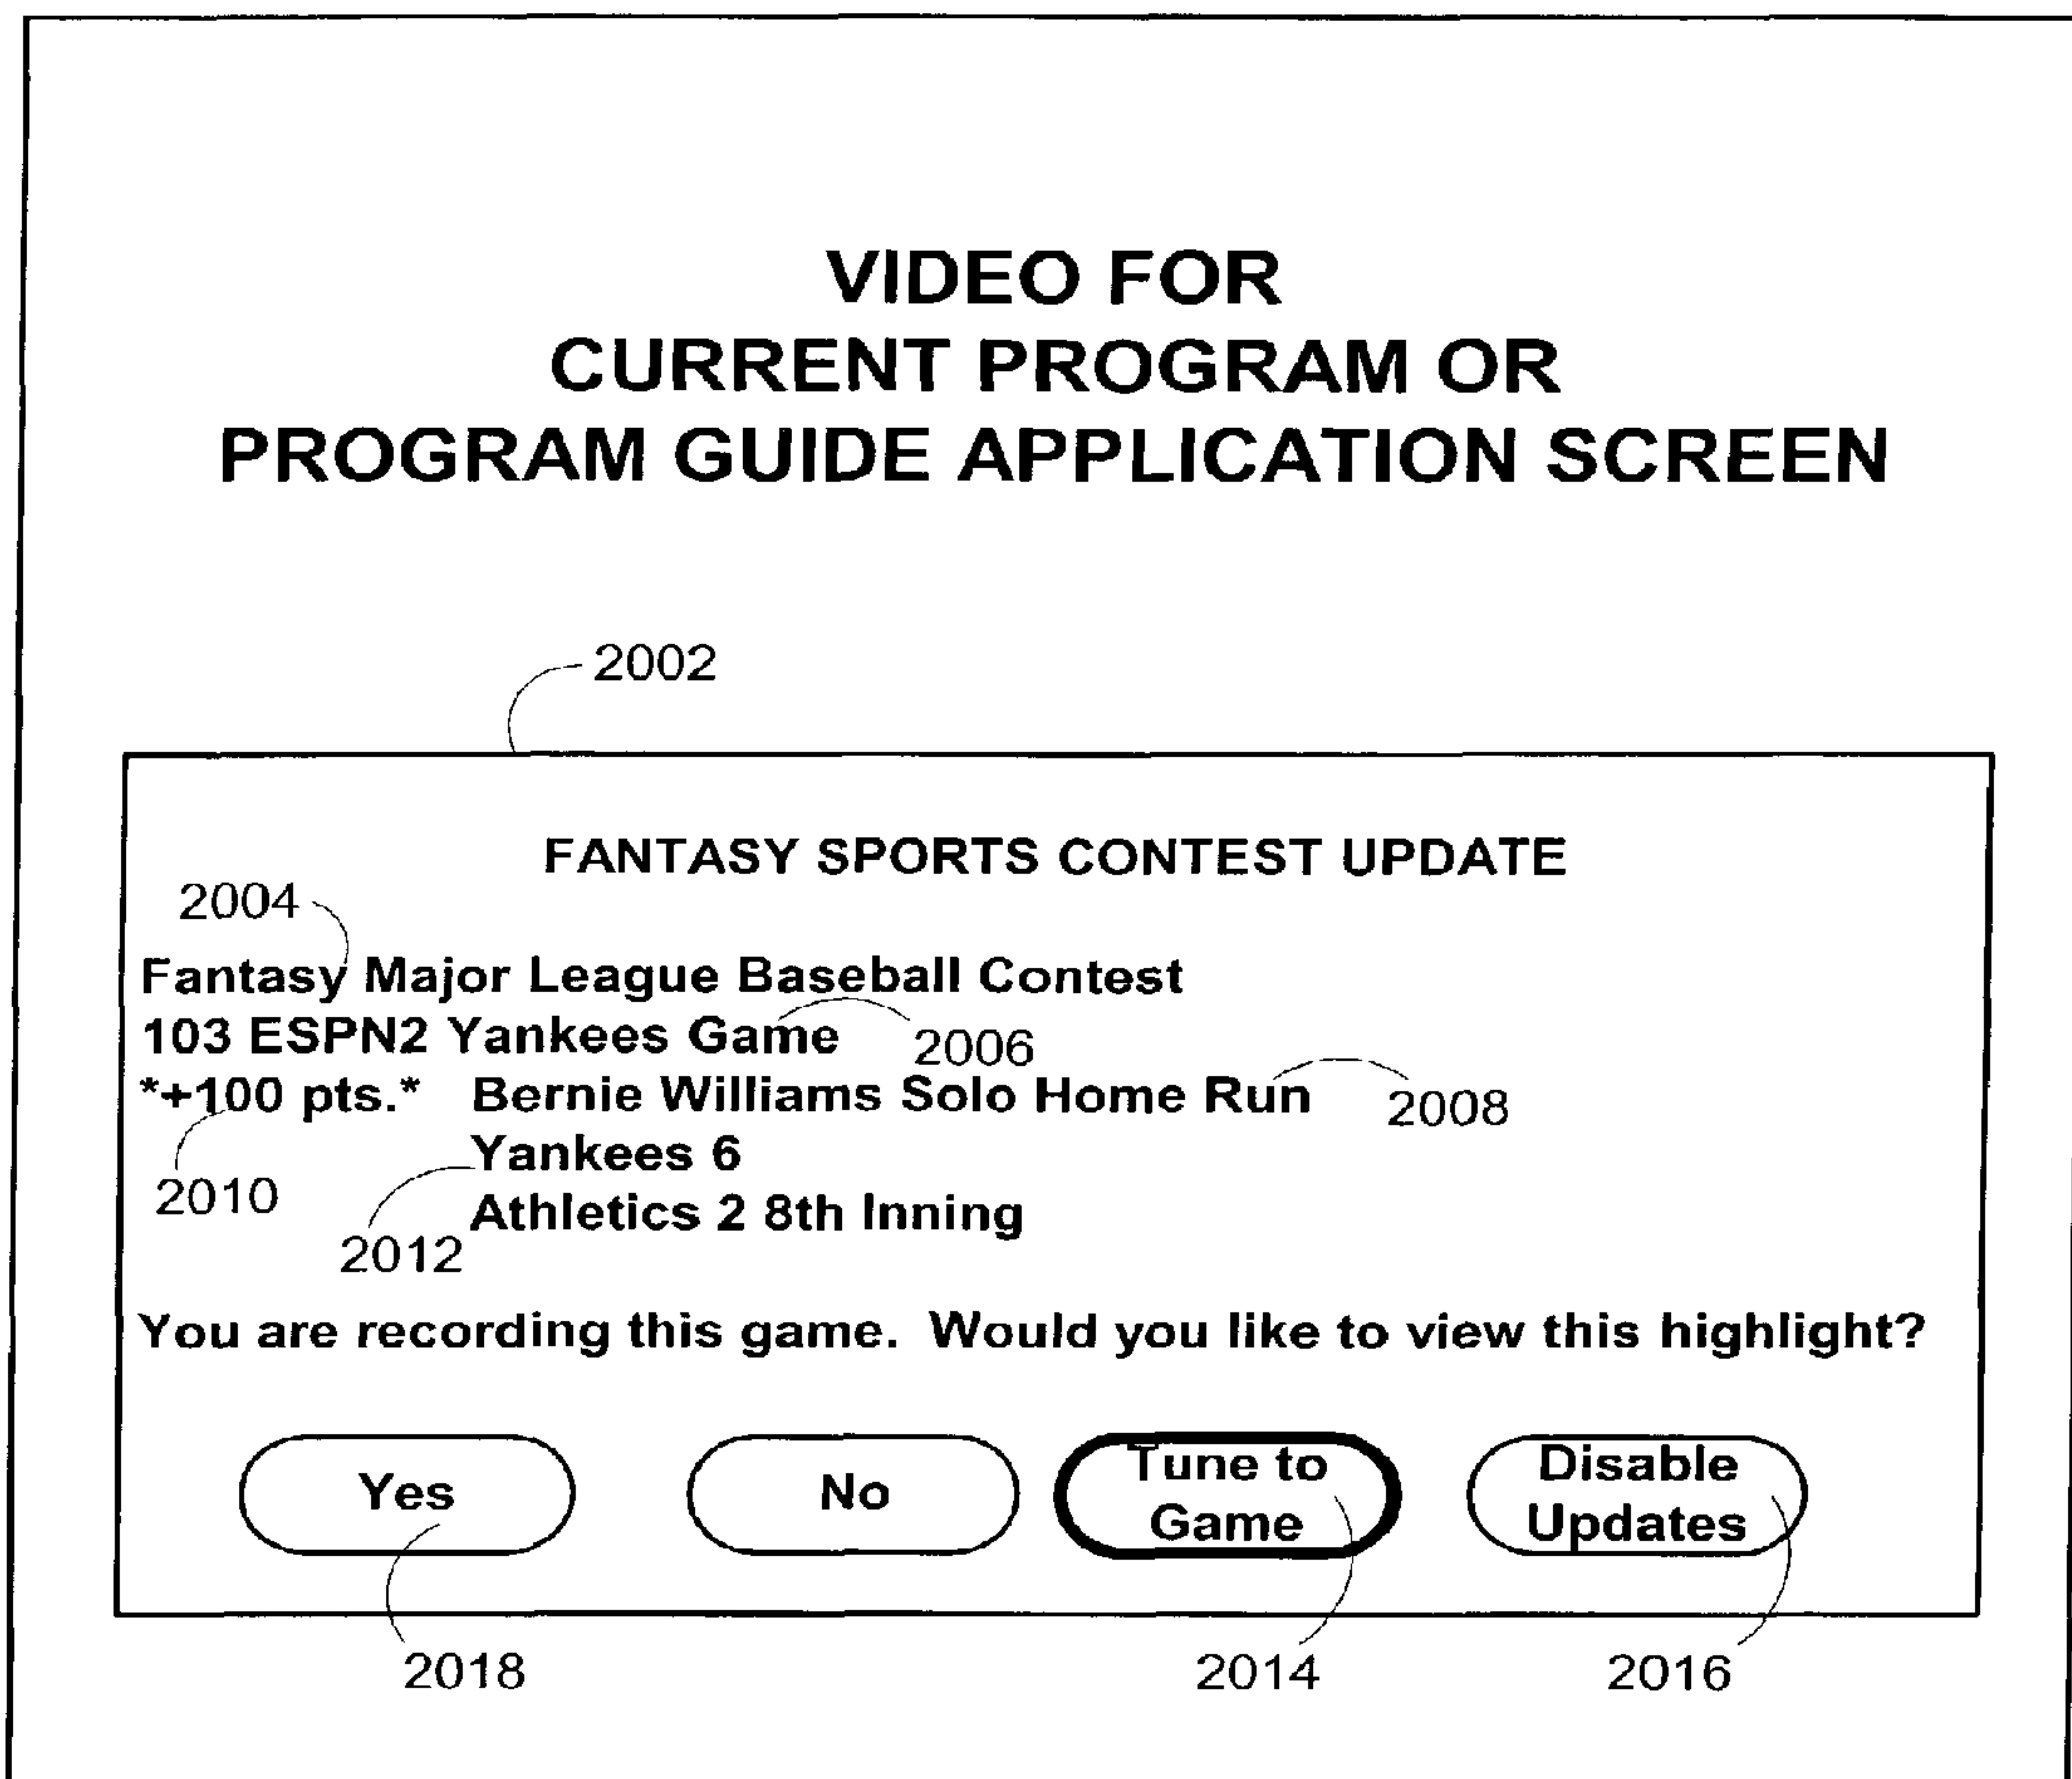 VIDEO FOR
CURRENT PROGRAM OR
PROGRAM GUIDE APPLICATION SCREEN
2002
FANTASY SPORTS CONTEST UPDATE
2004
Fantasy Major League Baseball Contest
103 ESPN2 Yankees Game 2006
*+100 pts.* Bernie Williams Solo Home Run 2008
Yankees 6
2010
Athletics 2 8th Inning
2012
You are recording this game. Would you like to view this highlight?
Yes
No
Tune to
Game
Disable
Updates
2018
2014
2016